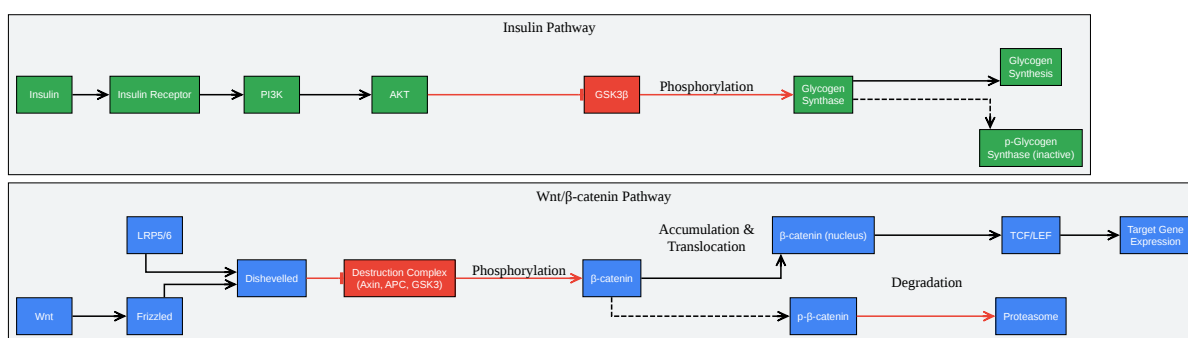 Insulin Pathway
Insulin
Insulin Receptor
PI3K
AKT
GSK3β
Phosphorylation
Glycogen
Synthase
Glycogen
Synthesis
p-Glycogen
Synthase (inactive)
Wnt/β-catenin Pathway
LRP5/6
Wnt
Frizzled
Dishevelled
Destruction Complex
(Axin, APC, GSK3)
Phosphorylation
β-catenin
Accumulation &
Translocation
β-catenin (nucleus)
TCF/LEF
Target Gene
Expression
p-β-catenin
Degradation
Proteasome